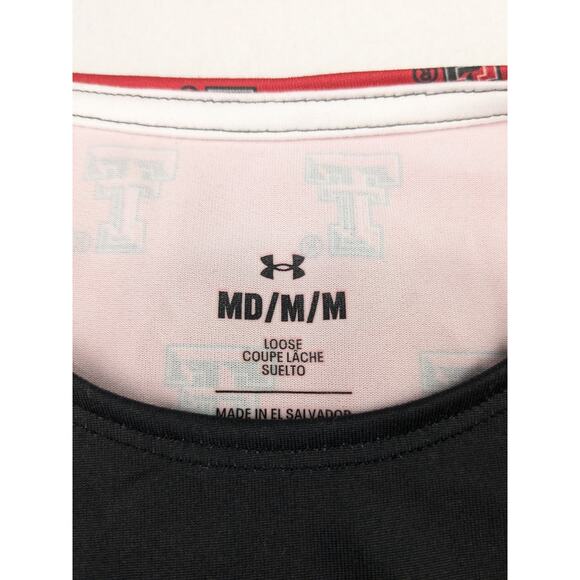 MD/M/M
LOOSE
COUPE LÂCHE
SUELTO
MADE IN EL SALVADOR